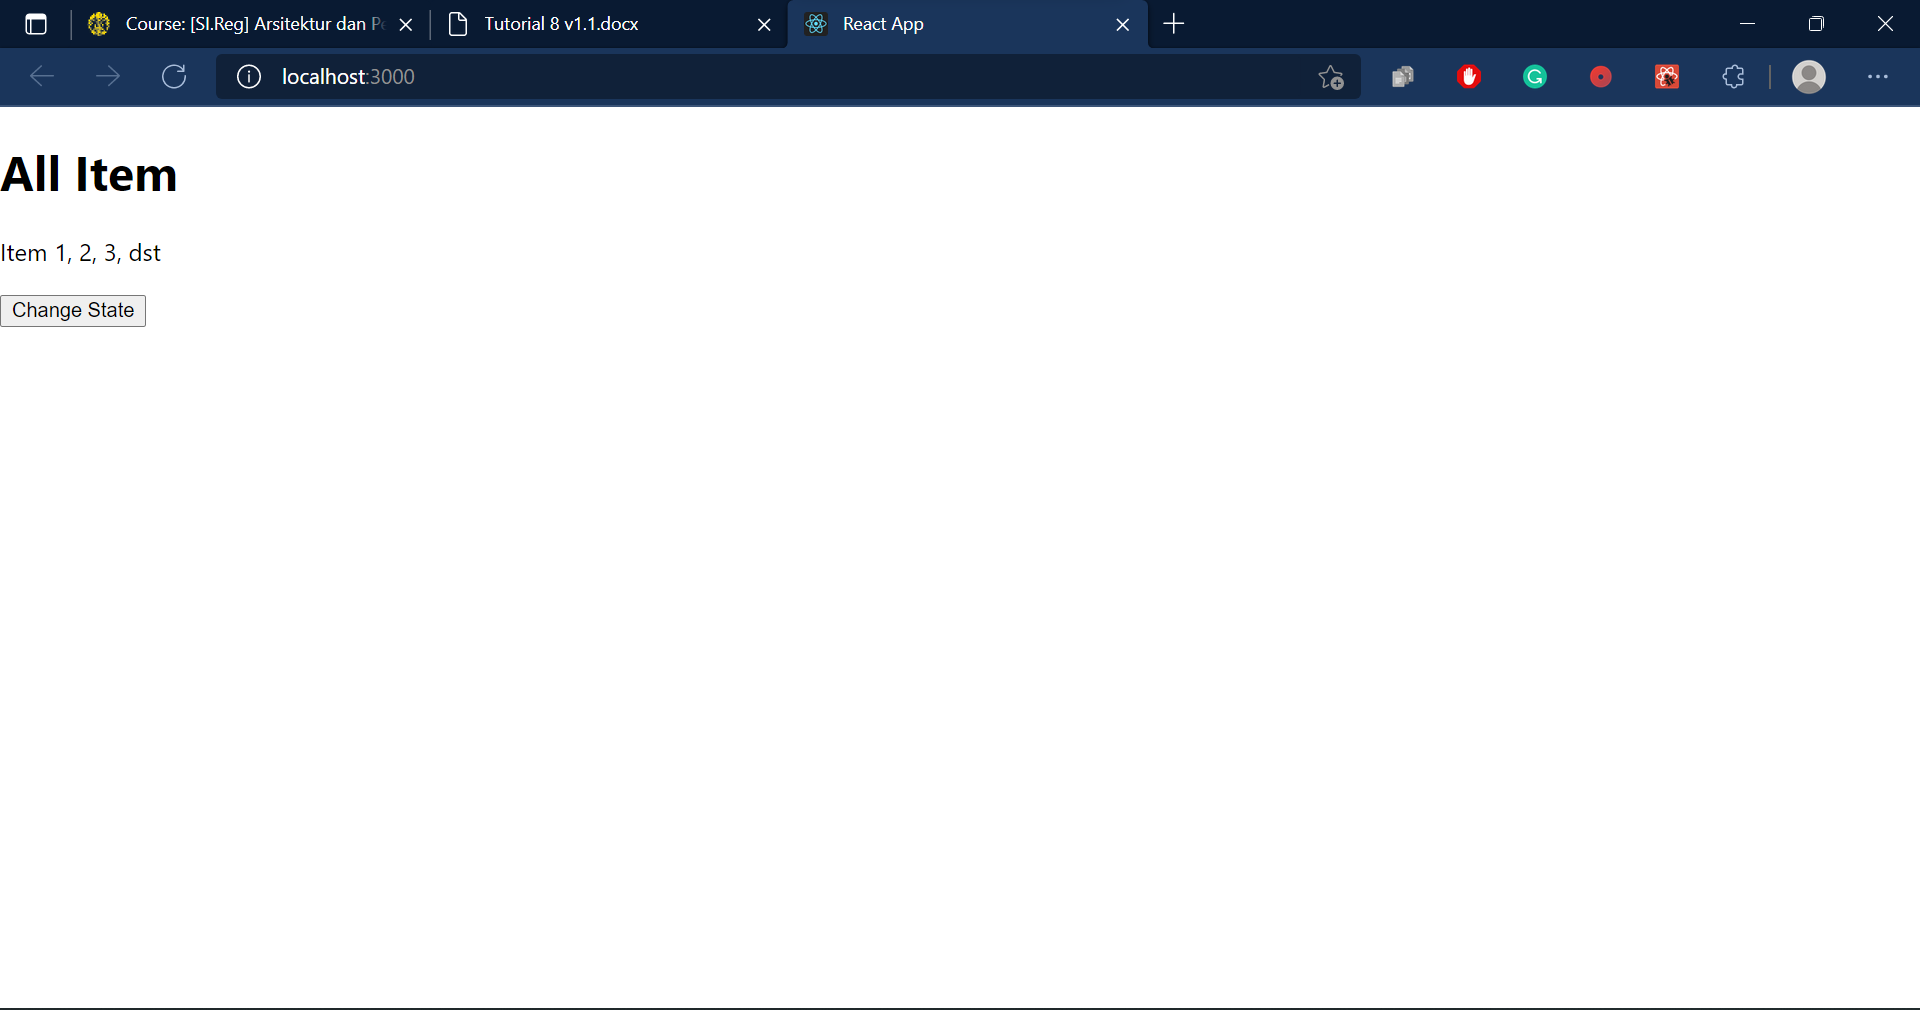 Course: [SI.Reg] Arsitektur dan
Tutorial 8 v1.1.docx
React App
localhost:3000
All Item
Item 1, 2, 3, dst
Change State